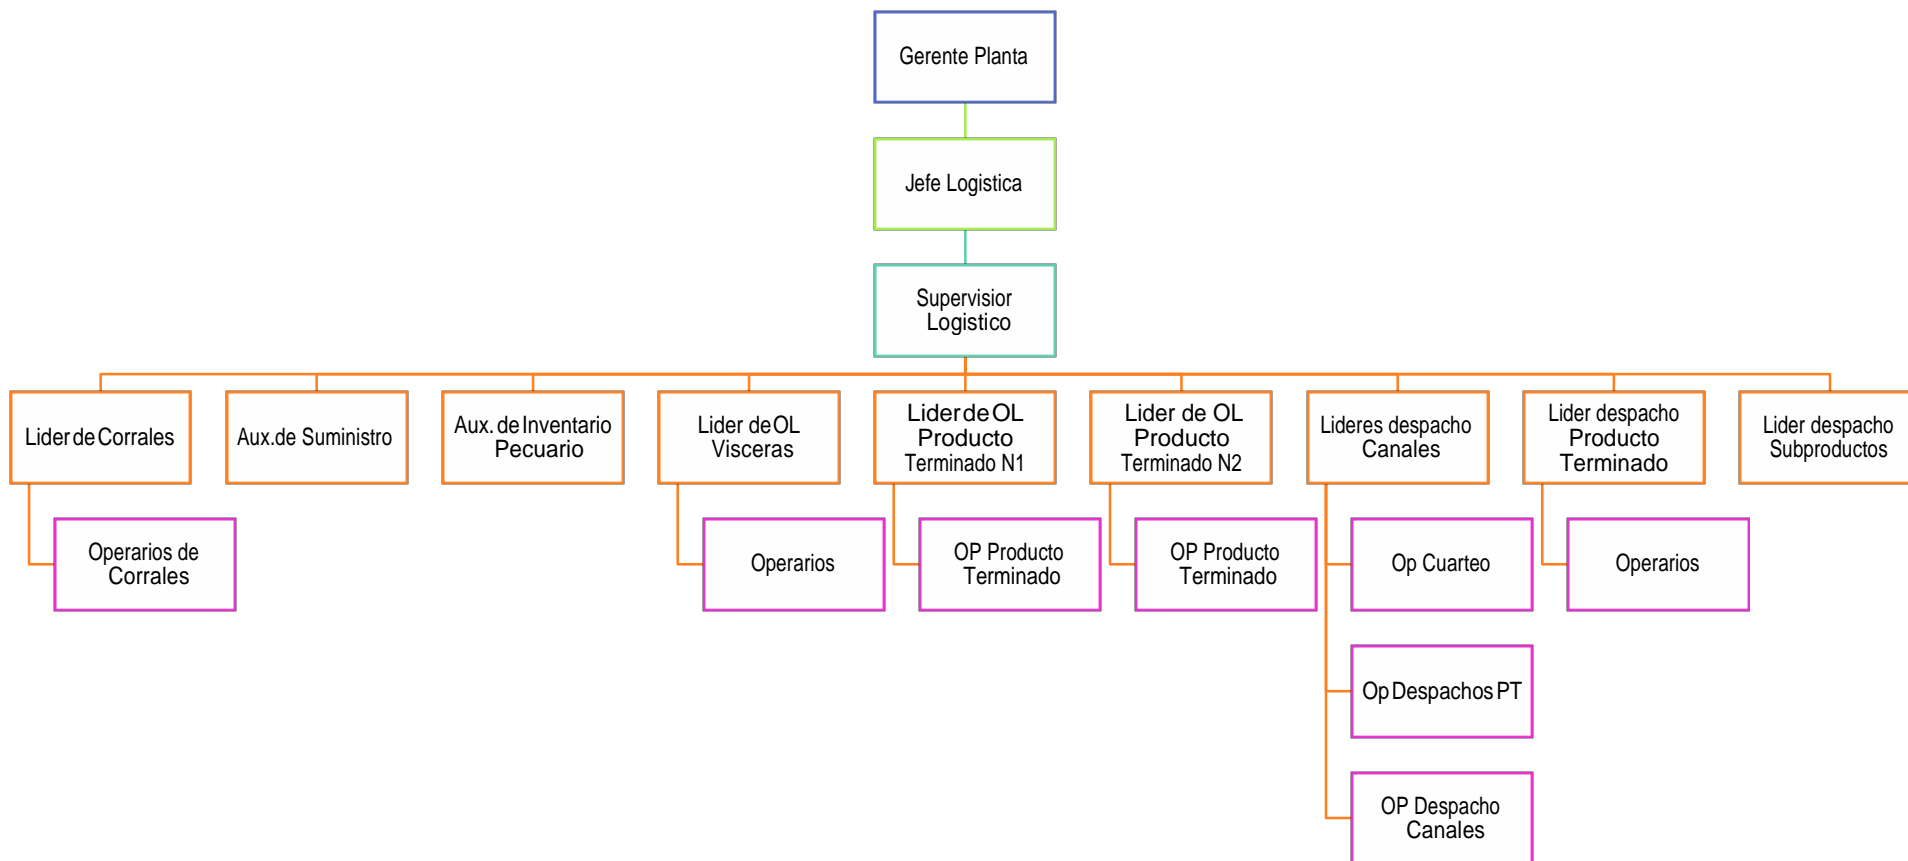 Gerente Planta
Jefe Logistica
Supervisior
Logistico
Lider de Corrales
Aux.de Suministro
Aux. de Inventario
Pecuario
Lider de OL
Visceras
Lider de OL
Producto
Terminado N1
Lider de OL
Producto
Terminado N2
Lideres despacho
Canales
Lider despacho
Producto
Terminado
Lider despacho
Subproductos
Operarios de
Corrales
Operarios
OP Producto
Terminado
OP Producto
Terminado
Op Cuarteo
Operarios
Op Despachos PT
OP Despacho
Canales